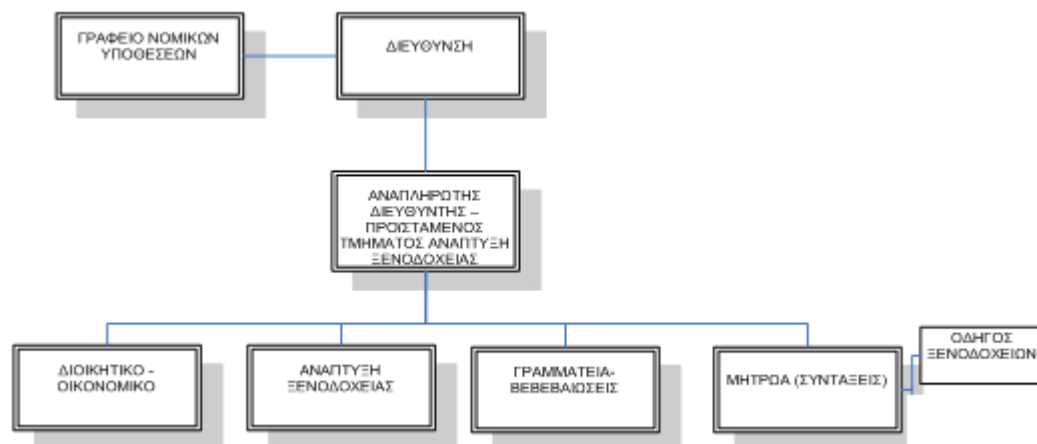 ΓΡΑΦΕΙΟ ΝΟΜΙΚΩΝ
ΥΠΟΘΕΣΕΩΝ
ΔΙΕΥΘΥΝΣΗ
ΑΝΑΠΛΗΡΩΤΗΣ
ΔΙΕΥΘΥΝΤΗΣ –
ΠΡΟΙΣΤΑΜΕΝΟΣ
ΤΜΗΜΑΤΟΣ ΑΝΑΠΤΥΞΗ
ΞΕΝΟΔΟΧΕΙΑΣ
ΔΙΟΙΚΗΤΙΚΟ -
ΟΙΚΟΝΟΜΙΚΟ
ΑΝΑΠΤΥΞΗ
ΞΕΝΟΔΟΧΕΙΑΣ
ΓΡΑΜΜΑΤΕΙΑ-
ΒΕΒΕΒΑΙΩΣΕΙΣ
ΜΗΤΡΩΑ (ΣΥΝΤΑΞΕΙΣ)
ΟΔΗΓΟΣ
ΞΕΝΟΔΟΧΕΙΩΝ